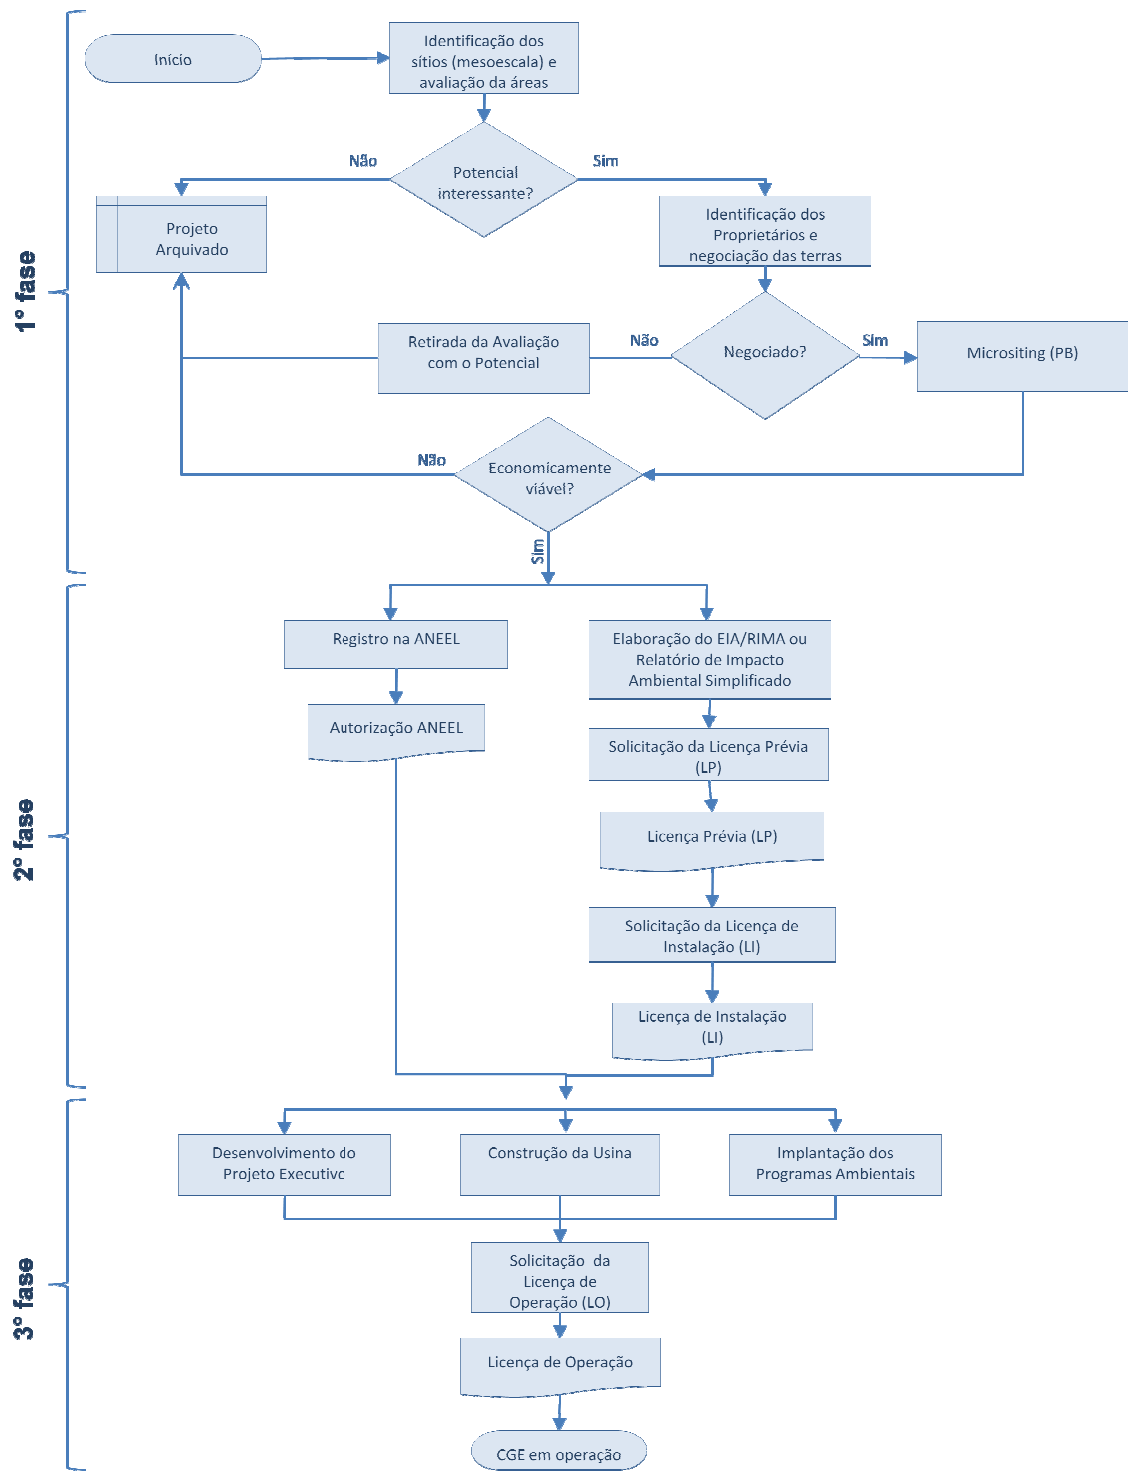 1º fase
Início
Identificação dos
sítios (mesoescala) e
avaliação da áreas
Potencial
interessante?
Não
Sim
Projeto
Arquivado
Identificação dos
Proprietários e
negociação das terras
Negociado?
Não
Sim
Retirada da Avaliação
com o Potencial
Micrositing (PB)
Economicamente
viável?
Não
Sim
2º fase
Registro na ANEEL
Autorização ANEEL
Elaboração do EIA/RIMA ou
Relatório de Impacto
Ambiental Simplificado
Solicitação da Licença Prévia
(LP)
Licença Prévia (LP)
Solicitação da Licença de
Instalação (LI)
Licença de Instalação
(LI)
3º fase
Desenvolvimento do
Projeto Executivo
Construção da Usina
Implantação dos
Programas Ambientais
Solicitação da
Licença de
Operação (LO)
Licença de Operação
CGE em operação